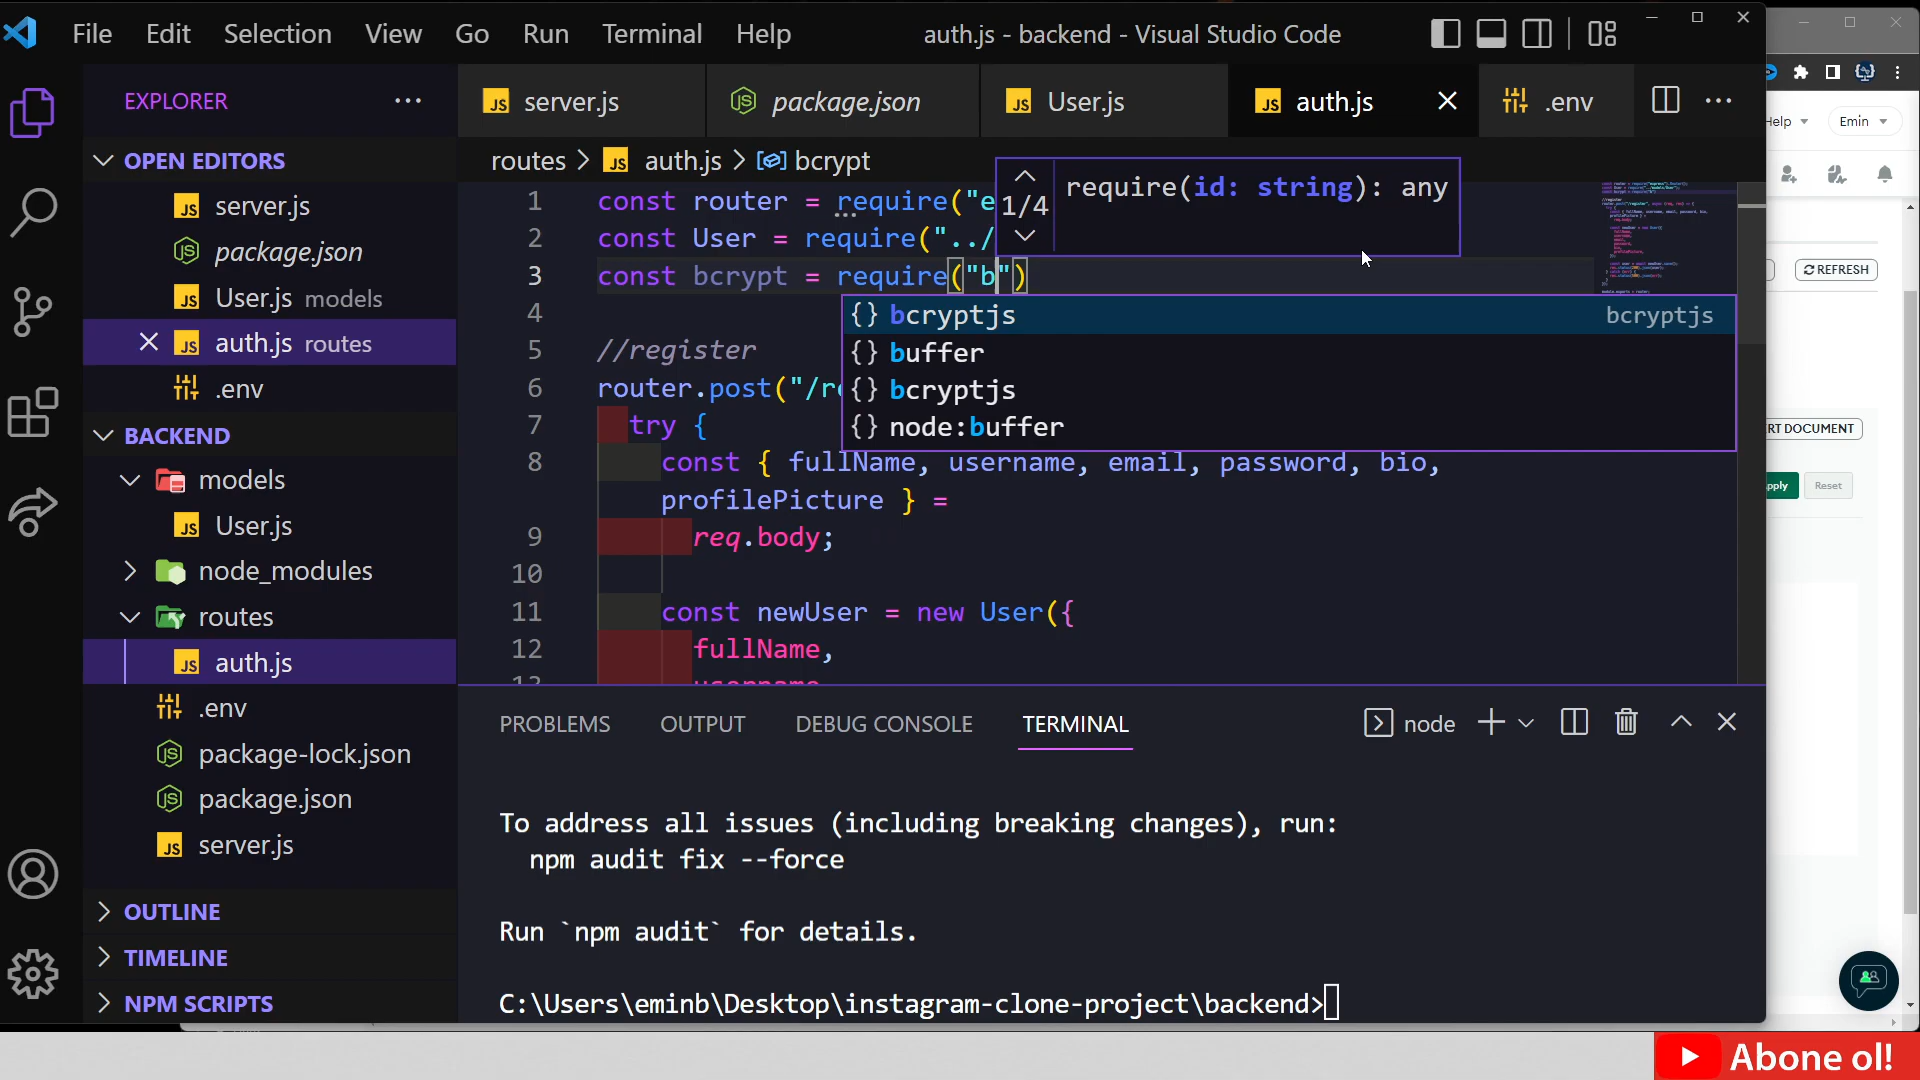 File Edit Selection View Go Run Terminal Help
auth.js - backend - Visual Studio Code
EXPLORER
OPEN EDITORS
server.js
package.json
User.js models
auth.js routes
.env
BACKEND
models
User.js
node_modules
routes
auth.js
.env
package-lock.json
package.json
server.js
OUTLINE
TIMELINE
NPM SCRIPTS
server.js package.json User.js auth.js .env
routes > auth.js > bcrypt
1 const router = require("e
2 const User = require("../
3 const bcrypt = require("b")
4
5 //register
6 router.post("/re
7 try {
8 const { fullName, username, email, password, bio,
profilePicture } =
9 req.body;
10
11 const newUser = new User({
12 fullName,
13 username
1/4 require(id: string): any
{} bcryptjs bcryptjs
{} buffer
{} bcryptjs
{} node:buffer
PROBLEMS OUTPUT DEBUG CONSOLE TERMINAL
node
To address all issues (including breaking changes), run:
npm audit fix --force
Run `npm audit` for details.
C:\Users\eminb\Desktop\instagram-clone-project\backend>
Help
Emin
REFRESH
RT DOCUMENT
pply Reset
Abone ol!